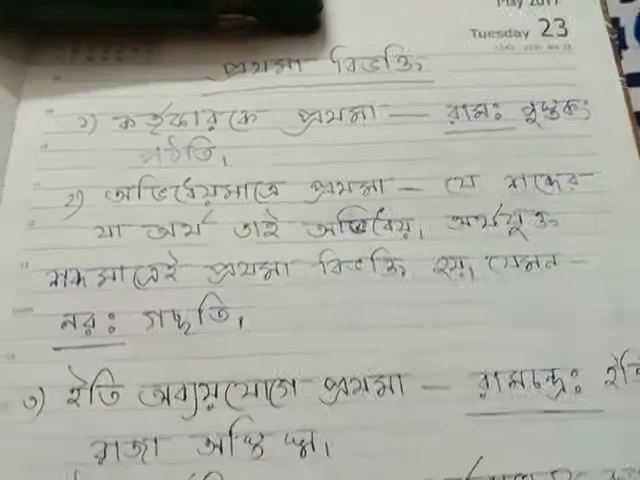 May 2017
Tuesday 23
প্রথমা বিভক্তি
১) কর্তৃকারকে প্রথমা — রামঃ পুস্তকং
পঠতি।
২) অভিধেয়মাত্রে প্রথমা – যে শব্দের
যা অর্থ তাই অভিধেয়। অর্থযুক্ত
শব্দমাত্রেই প্রথমা বিভক্তি হয়। যেমন –
নরঃ গচ্ছতি।
৩) ইতি অব্যয়যোগে প্রথমা – রামচন্দ্রঃ ইতি
রাজা